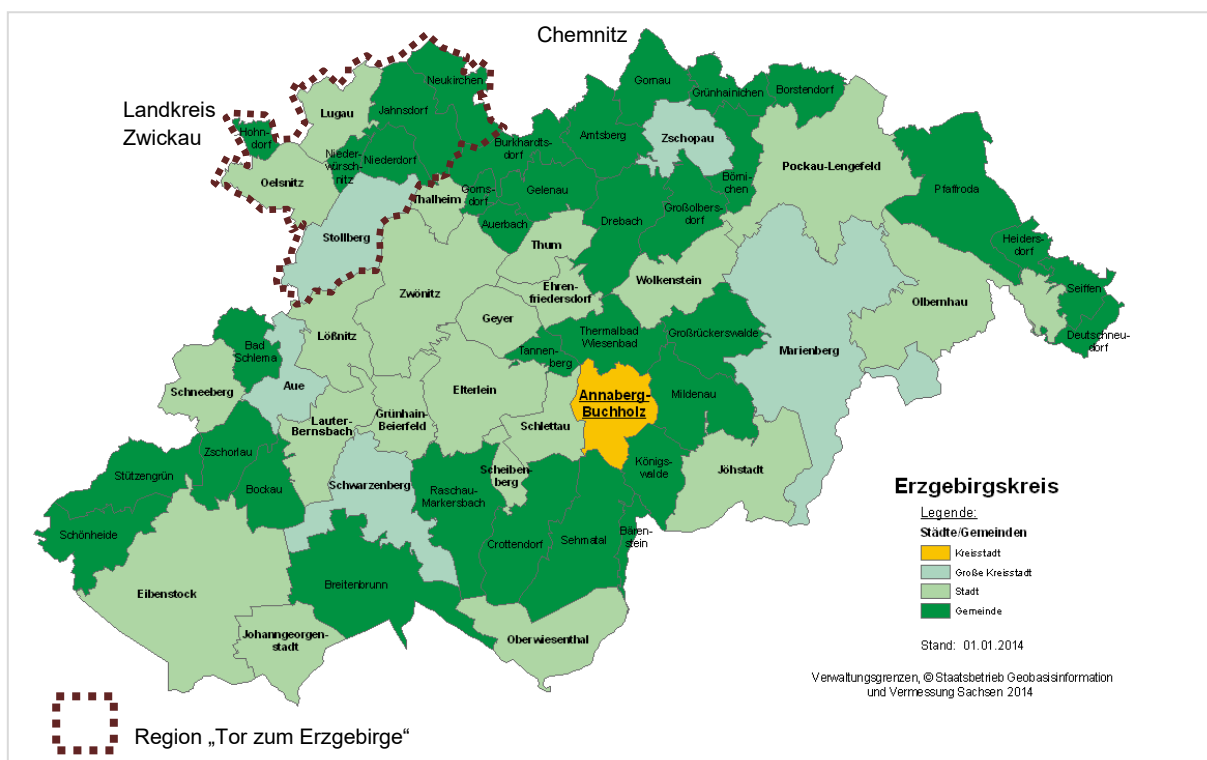 Chemnitz
Landkreis
Zwickau
Neukirchen
Lugau
Jahnsdorf
Hohn-
dorf
Nieder-
würsch-
nitz
Niederdorf
Oelsnitz
Stollberg
Thalheim
Gornau
Grünhainichen
Borstendorf
Amtsberg
Zschopau
Burkhardts-
dorf
Gorns-
dorf
Gelenau
Auerbach
Drebach
Großolbers-
dorf
Börni-
chen
Pockau-Lengefeld
Pfaffroda
Heiders-
dorf
Seiffen
Deutschneu-
dorf
Olbernhau
Marienberg
Wolkenstein
Thum
Ehren-
friedersdorf
Zwönitz
Geyer
Thermalbad
Wiesenbad
Großrückerswalde
Tannen-
berg
Lößnitz
Bad
Schlema
Schneeberg
Aue
Elterlein
Annaberg-
Buchholz
Mildenau
Schlettau
Grünhain-
Beierfeld
Lauter-
Bernsbach
Zschorlau
Stützengrün
Bockau
Schwarzenberg
Raschau-
Markersbach
Scheiben-
berg
Königs-
walde
Jöhstadt
Schönheide
Crottendorf
Sehmatal
Bären-
stein
Eibenstock
Breitenbrunn
Johanngeorgen-
stadt
Oberwiesenthal
Erzgebirgskreis
Legende:
Städte/Gemeinden
Kreisstadt
Große Kreisstadt
Stadt
Gemeinde
Stand: 01.01.2014
Verwaltungsgrenzen, © Staatsbetrieb Geobasisinformation
und Vermessung Sachsen 2014
Region „Tor zum Erzgebirge“